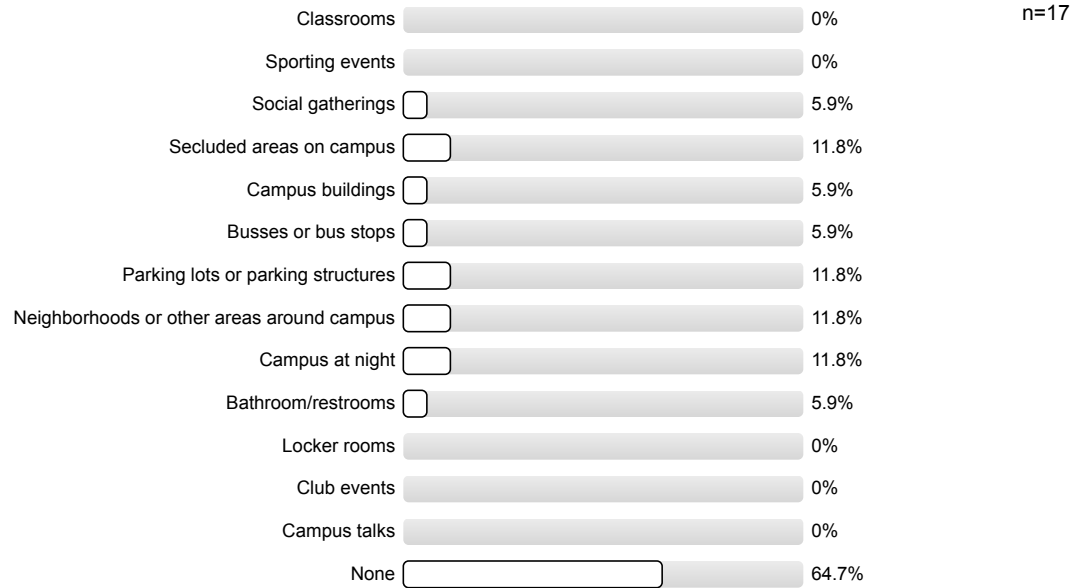 Classrooms 0% n=17
Sporting events 0%
Social gatherings 5.9%
Secluded areas on campus 11.8%
Campus buildings 5.9%
Busses or bus stops 5.9%
Parking lots or parking structures 11.8%
Neighborhoods or other areas around campus 11.8%
Campus at night 11.8%
Bathroom/restrooms 5.9%
Locker rooms 0%
Club events 0%
Campus talks 0%
None 64.7%